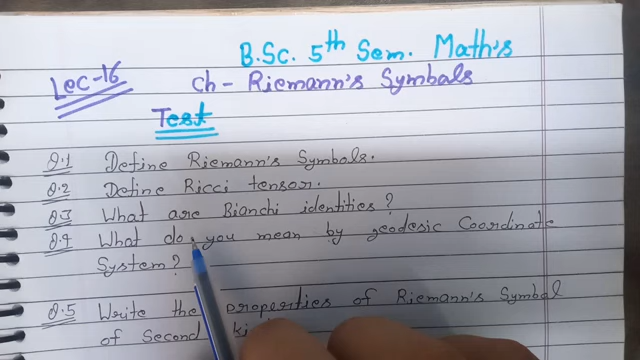 B.Sc. 5th Sem. Math's
Lec-16
Ch - Riemann's Symbals
Test
Q.1 Define Riemann's Symbols.
Q.2 Define Ricci tensor.
Q.3 What are Bianchi identities?
Q.4 What do you mean by geodesic Coordinate
System?
Q.5 Write the properties of Riemann's Symbol
of Second